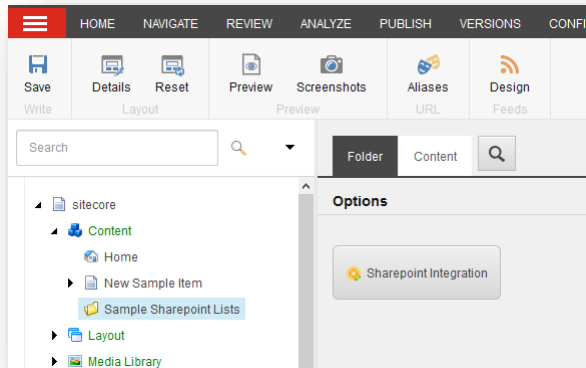 HOME NAVIGATE REVIEW ANALYZE PUBLISH VERSIONS CONFI
Save Details Reset Preview Screenshots Aliases Design
Write Layout Preview URL Feeds
Search
Folder Content
Options
sitecore
Content
Home
Sharepoint Integration
New Sample Item
Sample Sharepoint Lists
Layout
Media Library